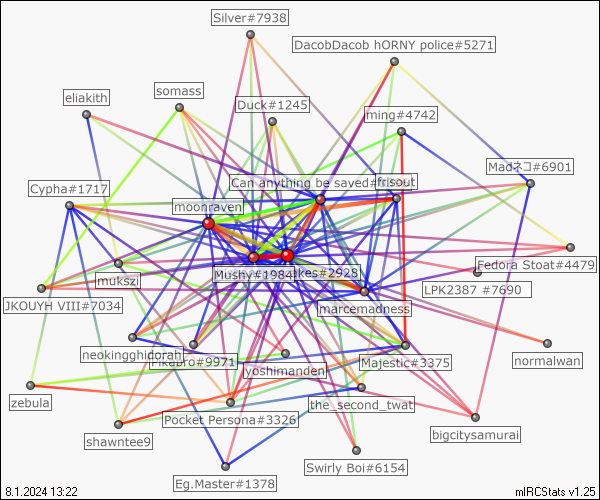 Silver#7938
DacobDacob hORNY police#5271
eliakith
somass
Duck#1245
ming#4742
Madネコ#6901
Cypha#1717
Can anything be saved#
frisout
moonraven
Mushy#1984
kes#2928
Fedora Stoat#4479
mukszi
LPK2387 #7690
JKOUYH VIII#7034
marcemadness
neokingghidorah
#9971
yoshimanden
Majestic#3375
normalwan
zebula
the_second_twat
Pocket Persona#3326
shawntee9
bigcitysamurai
Swirly Boi#6154
Eg.Master#1378
8.1.2024 13:22
mIRCStats v1.25